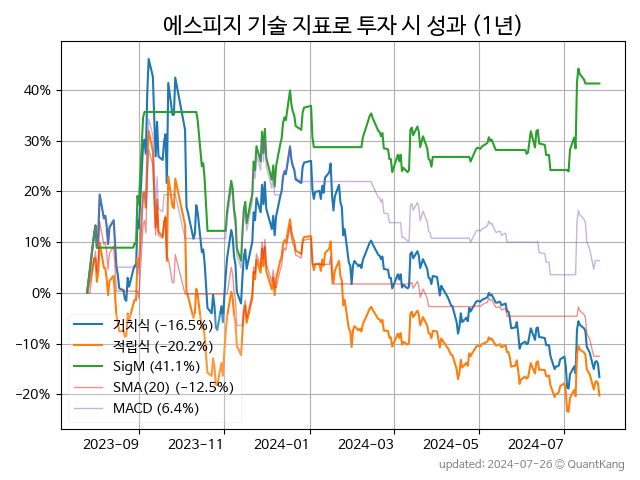 에스피지 기술 지표로 투자 시 성과 (1년)
40%
30%
20%
10%
0%
−10%
−20%
거치식 (−16.5%)
적립식 (−20.2%)
SigM (41.1%)
SMA(20) (−12.5%)
MACD (6.4%)
2023-09
2023-11
2024-01
2024-03
2024-05
2024-07
updated: 2024-07-26 © QuantKang